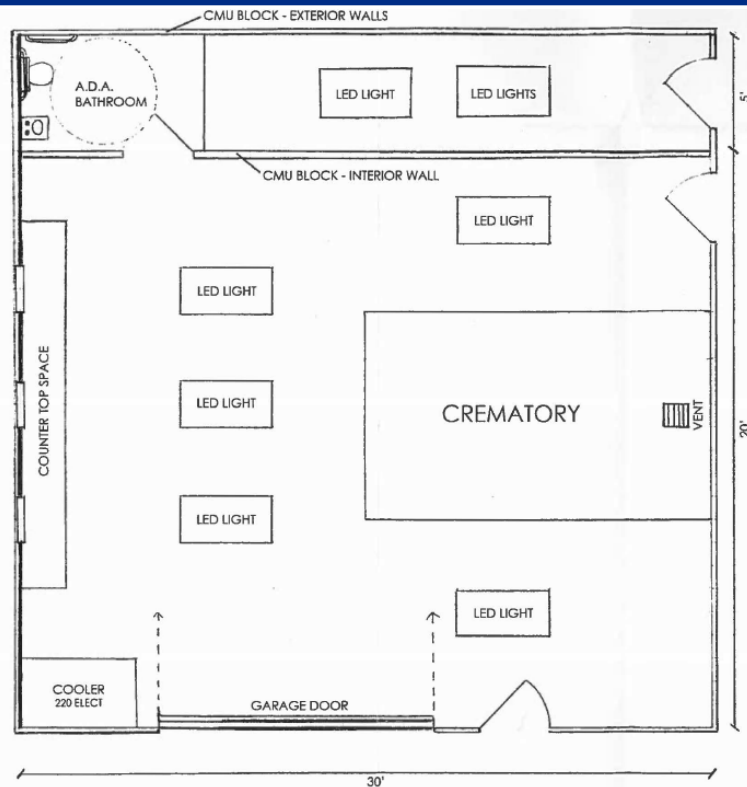 CMU BLOCK - EXTERIOR WALLS
A.D.A.
BATHROOM
LED LIGHT
LED LIGHTS
5'
CMU BLOCK - INTERIOR WALL
LED LIGHT
LED LIGHT
COUNTER TOP SPACE
LED LIGHT
CREMATORY
VENT
20'
LED LIGHT
LED LIGHT
COOLER
220 ELECT
GARAGE DOOR
30'